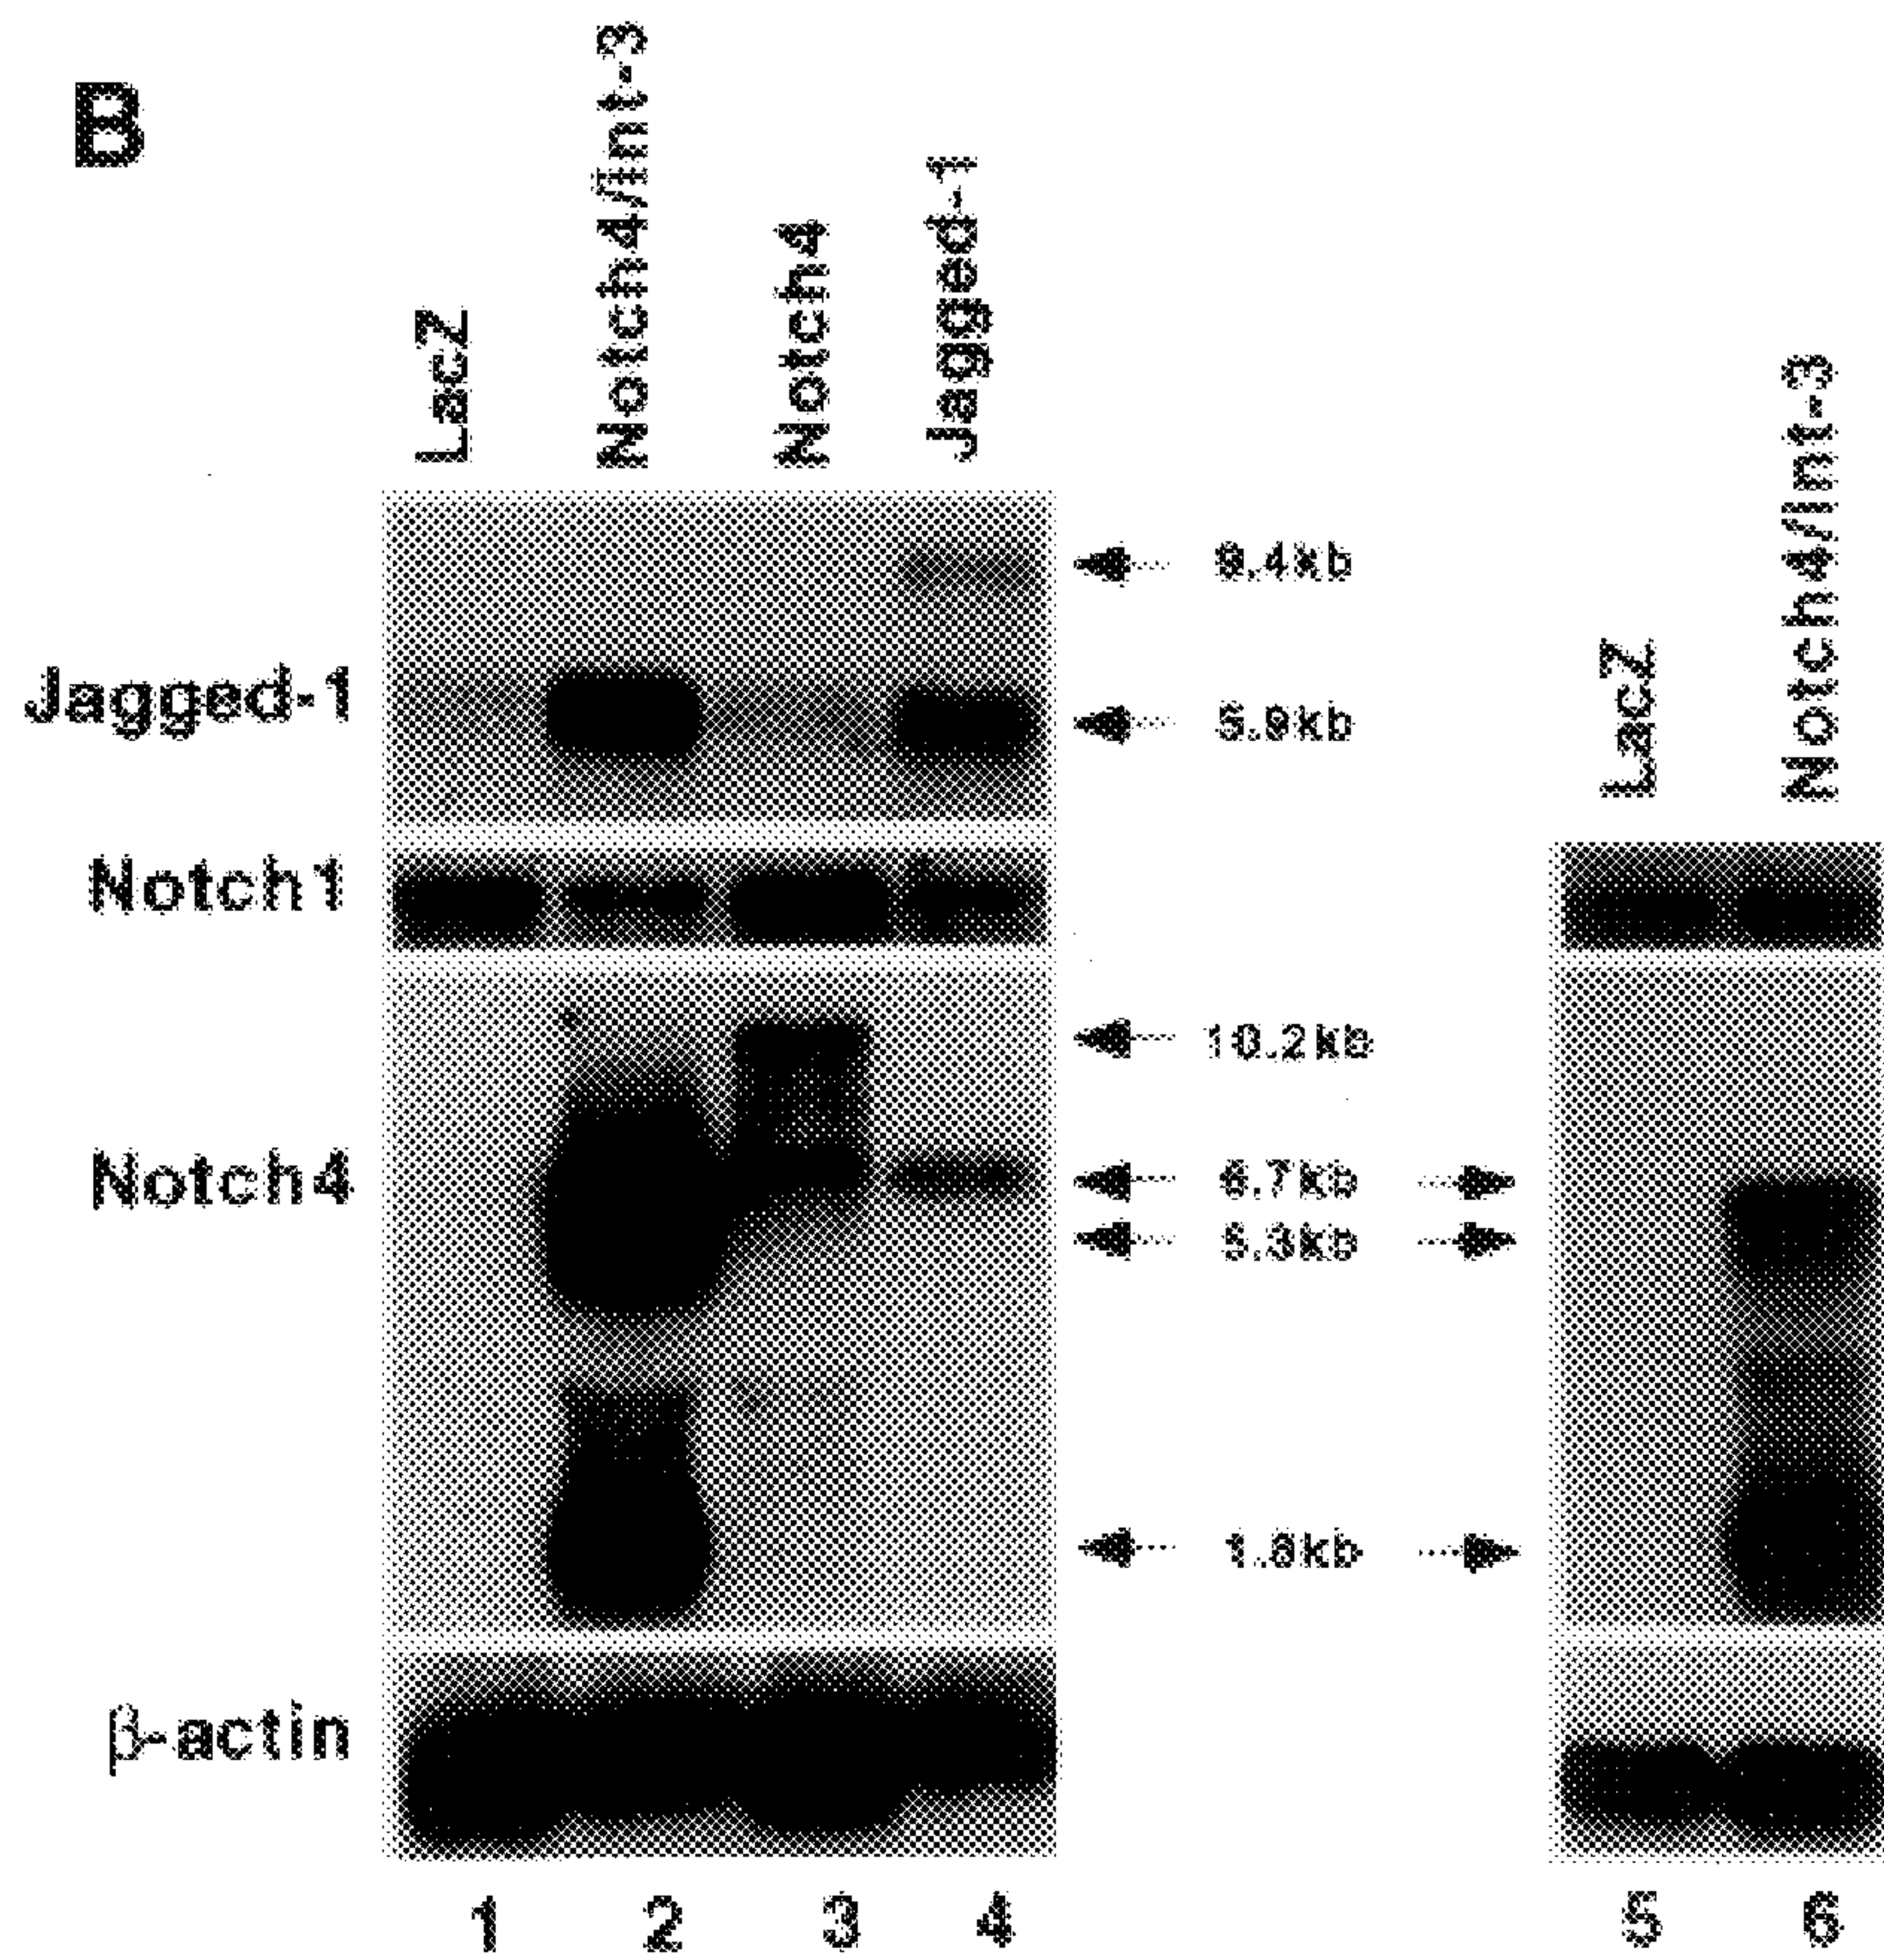 B
LacZ
Notch4/int-3
Notch4
Jagged-1
LacZ
Notch4/int-3
Jagged-1
9.4kb
5.9kb
Notch1
Notch4
10.2kb
6.7kb
5.3kb
1.8kb
β-actin
1 2 3 4 5 6